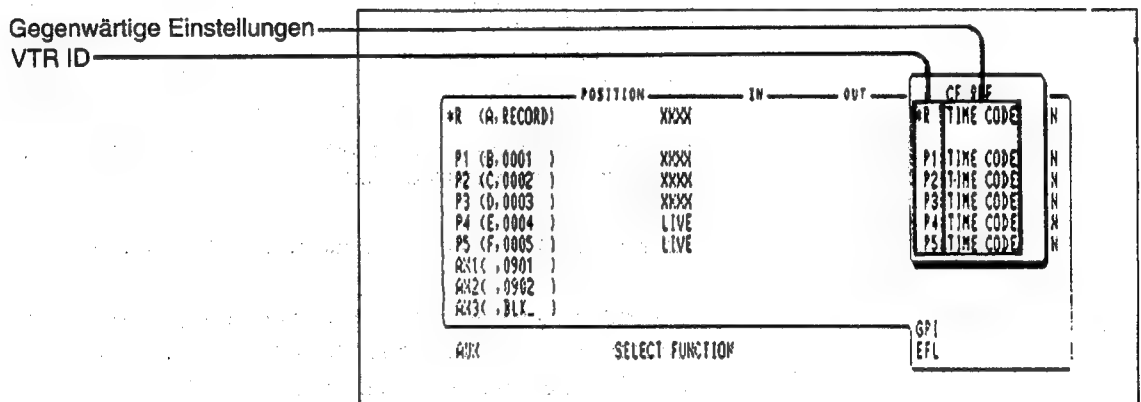 Gegenwärtige Einstellungen
VTR ID
POSITION IN OUT
*R (A,RECORD) XXXX *R TIME CODE N
P1 (B,0001 ) XXXX P1 TIME CODE N
P2 (C,0002 ) XXXX P2 TIME CODE N
P3 (D,0003 ) XXXX P3 TIME CODE N
P4 (E,0004 ) LIVE P4 TIME CODE N
P5 (F,0005 ) LIVE P5 TIME CODE N
AX1( ,0901 )
AX2( ,0902 )
AX3( ,BLK_ )
GPI
AUX SELECT FUNCTION EFL